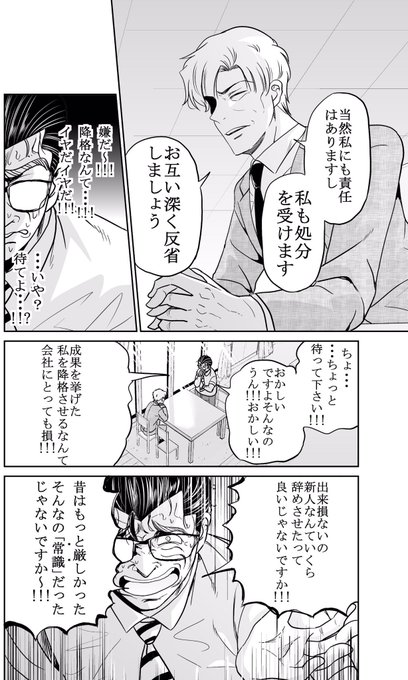 当然私にも責任
はありますし
私も処分
を受けます
お互い深く反省
しましょう
嫌だ～!!!
降格なんて…!!!
イヤだイヤだ!!!
…いや？
待てよ…!!?
ちょ…
…ちょっと
待って下さい!!!
おかしい
ですよそんなの
うん!!!おかしい!!!
成果を挙げた
私を降格させるなんて
会社にとっても損!!!
出来損ないの
新人なんていくら
辞めさせたって
良いじゃないですか!!!
昔はもっと厳しかった
そんなの「常識」だった
じゃないですか～!!!